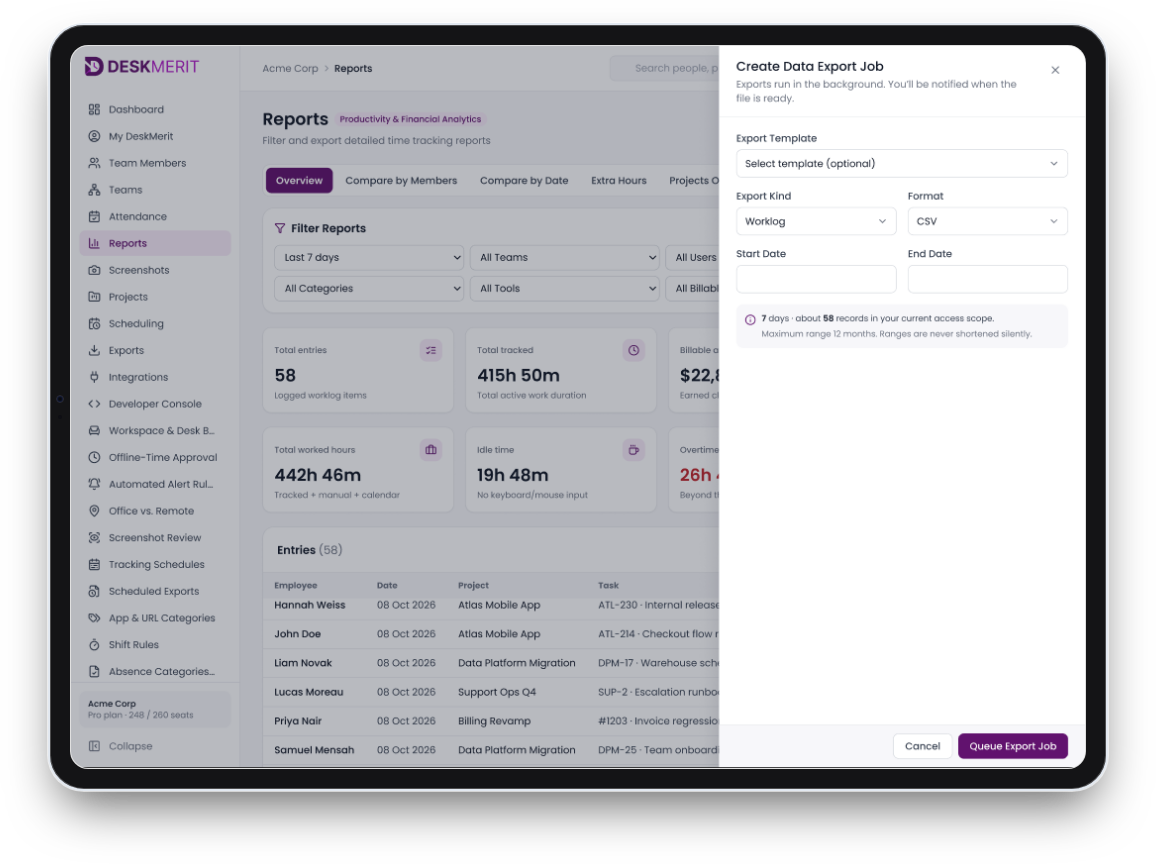 DESKMERIT
Dashboard
My DeskMerit
Team Members
Teams
Attendance
Reports
Screenshots
Projects
Scheduling
Exports
Integrations
Developer Console
Workspace & Desk B...
Offline-Time Approval
Automated Alert Rul...
Office vs. Remote
Screenshot Review
Tracking Schedules
Scheduled Exports
App & URL Categories
Shift Rules
Absence Categories...
Acme Corp
Pro plan · 248 / 260 seats
Collapse
Acme Corp > Reports
Search people, p
Reports Productivity & Financial Analytics
Filter and export detailed time tracking reports
Overview Compare by Members Compare by Date Extra Hours Projects O
Filter Reports
Last 7 days All Teams All Users
All Categories All Tools All Billab
Total entries
58
Logged worklog items
Total tracked
415h 50m
Total active work duration
Billable a
$22,8
Earned cl
Total worked hours
442h 46m
Tracked + manual + calendar
Idle time
19h 48m
No keyboard/mouse input
Overtime
26h
Beyond th
Entries (58)
Employee Date Project Task
Hannah Weiss 08 Oct 2026 Atlas Mobile App ATL-230 · Internal release
John Doe 08 Oct 2026 Atlas Mobile App ATL-214 · Checkout flow r
Liam Novak 08 Oct 2026 Data Platform Migration DPM-17 · Warehouse sche
Lucas Moreau 08 Oct 2026 Support Ops Q4 SUP-2 · Escalation runbo
Priya Nair 08 Oct 2026 Billing Revamp #1203 · Invoice regressio
Samuel Mensah 08 Oct 2026 Data Platform Migration DPM-25 · Team onboard
Create Data Export Job
Exports run in the background. You'll be notified when the
file is ready.
Export Template
Select template (optional)
Export Kind Format
Worklog CSV
Start Date End Date
7 days · about 58 records in your current access scope.
Maximum range 12 months. Ranges are never shortened silently.
Cancel Queue Export Job